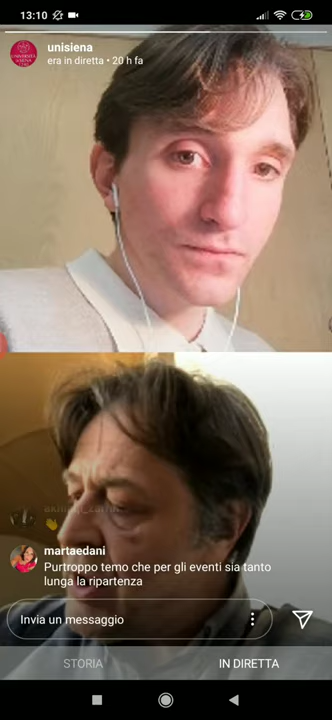 13:10
unisiena
era in diretta • 20 h fa
martaedani
Purtroppo temo che per gli eventi sia tanto
lunga la ripartenza
Invia un messaggio
STORIA IN DIRETTA